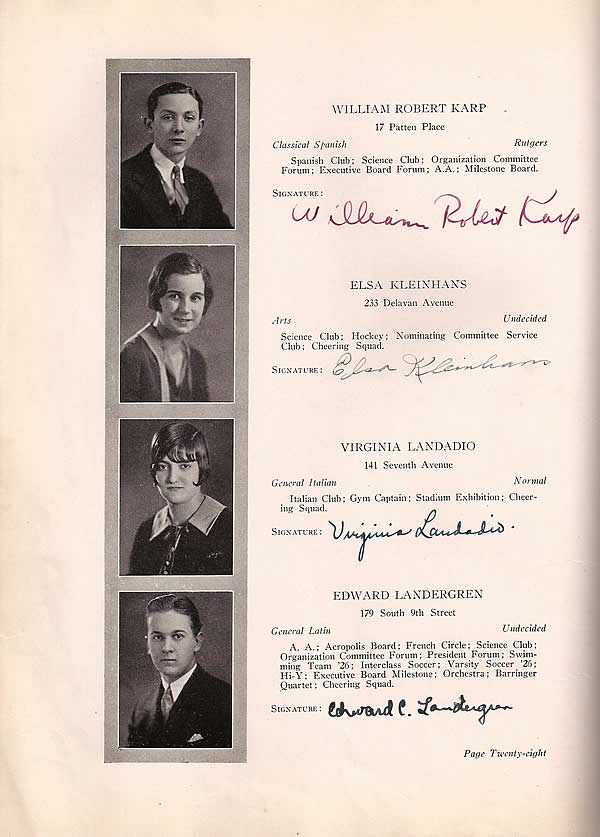 WILLIAM ROBERT KARP
17 Patten Place
Classical Spanish Rutgers
Spanish Club; Science Club; Organization Committee
Forum; Executive Board Forum; A.A.; Milestone Board.
SIGNATURE:
William Robert Karp
ELSA KLEINHANS
233 Delavan Avenue
Arts Undecided
Science Club; Hockey; Nominating Committee Service
Club; Cheering Squad.
SIGNATURE: Elsa Kleinhans
VIRGINIA LANDADIO
141 Seventh Avenue
General Italian Normal
Italian Club; Gym Captain; Stadium Exhibition; Cheer-
ing Squad.
SIGNATURE: Virginia Landadio.
EDWARD LANDERGREN
179 South 9th Street
General Latin Undecided
A. A.; Acropolis Board; French Circle; Science Club;
Organization Committee Forum; President Forum; Swim-
ming Team '26; Interclass Soccer; Varsity Soccer '26;
Hi-Y; Executive Board Milestone; Orchestra; Barringer
Quartet; Cheering Squad.
SIGNATURE: Edward C. Landergren
Page Twenty-eight